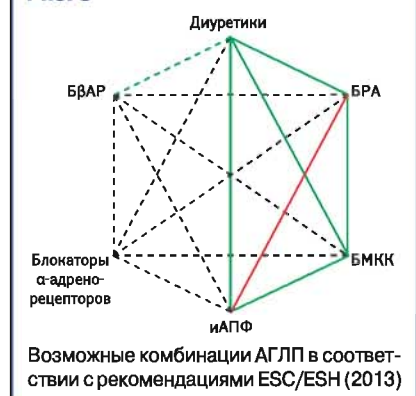 Диуретики
БβАР
БРА
Блокаторы
α-адрено-
рецепторов
БМКК
иАПФ
Возможные комбинации АГЛП в соответ-
ствии с рекомендациями ESC/ESH (2013)